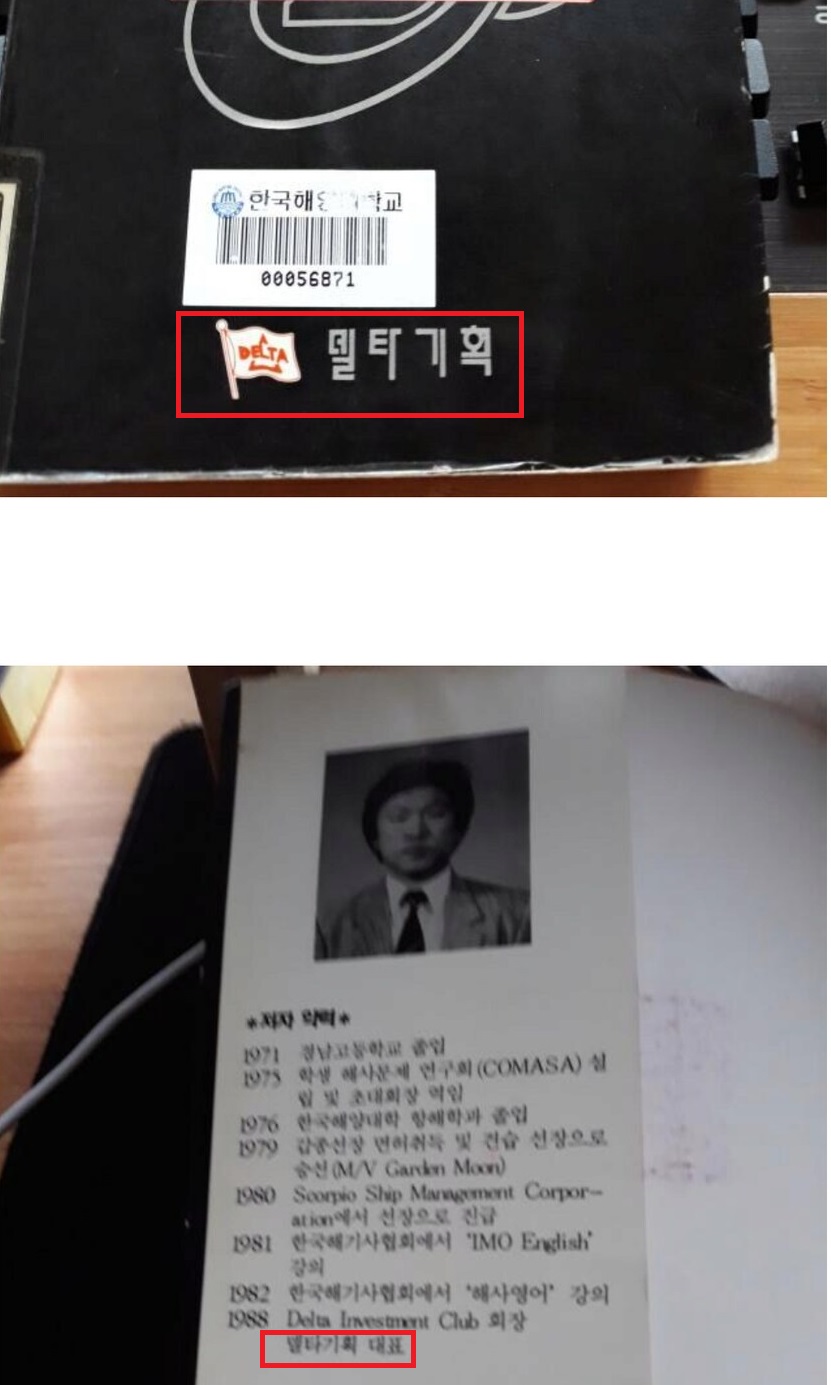 한국해양대학교
00056871
DELTA 델타기획
*저자 약력*
1971 경남고등학교 졸업
1975 학생 해사문제 연구회(COMASA) 설
립 및 초대회장 역임
1976 한국해양대학 항해학과 졸업
1979 갑종선장 면허취득 및 견습 선장으로
승선(M/V Garden Moon)
1980 Scorpio Ship Management Corpor-
ation에서 선장으로 진급
1981 한국해기사협회에서 'IMO English'
강의
1982 한국해기사협회에서 '해사영어' 강의
1988 Delta Investment Club 회장
델타기획 대표